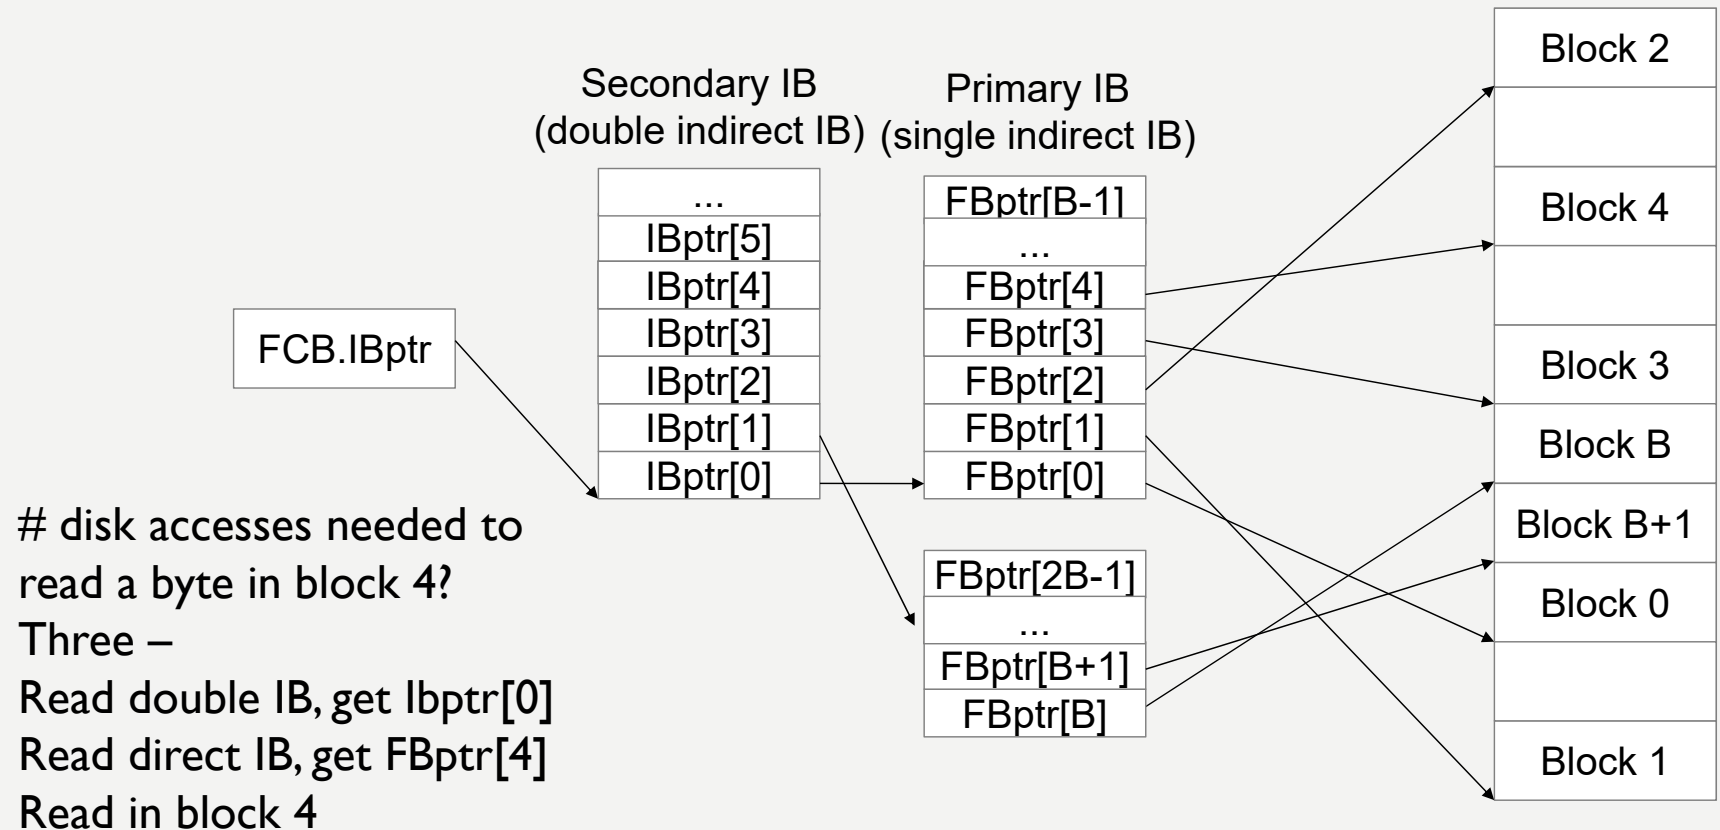 Secondary IB
(double indirect IB)
Primary IB
(single indirect IB)
FCB.IBptr
...
IBptr[5]
IBptr[4]
IBptr[3]
IBptr[2]
IBptr[1]
IBptr[0]
FBptr[B-1]
...
FBptr[4]
FBptr[3]
FBptr[2]
FBptr[1]
FBptr[0]
FBptr[2B-1]
...
FBptr[B+1]
FBptr[B]
Block 2
Block 4
Block 3
Block B
Block B+1
Block 0
Block 1
# disk accesses needed to
read a byte in block 4?
Three –
Read double IB, get Ibptr[0]
Read direct IB, get FBptr[4]
Read in block 4